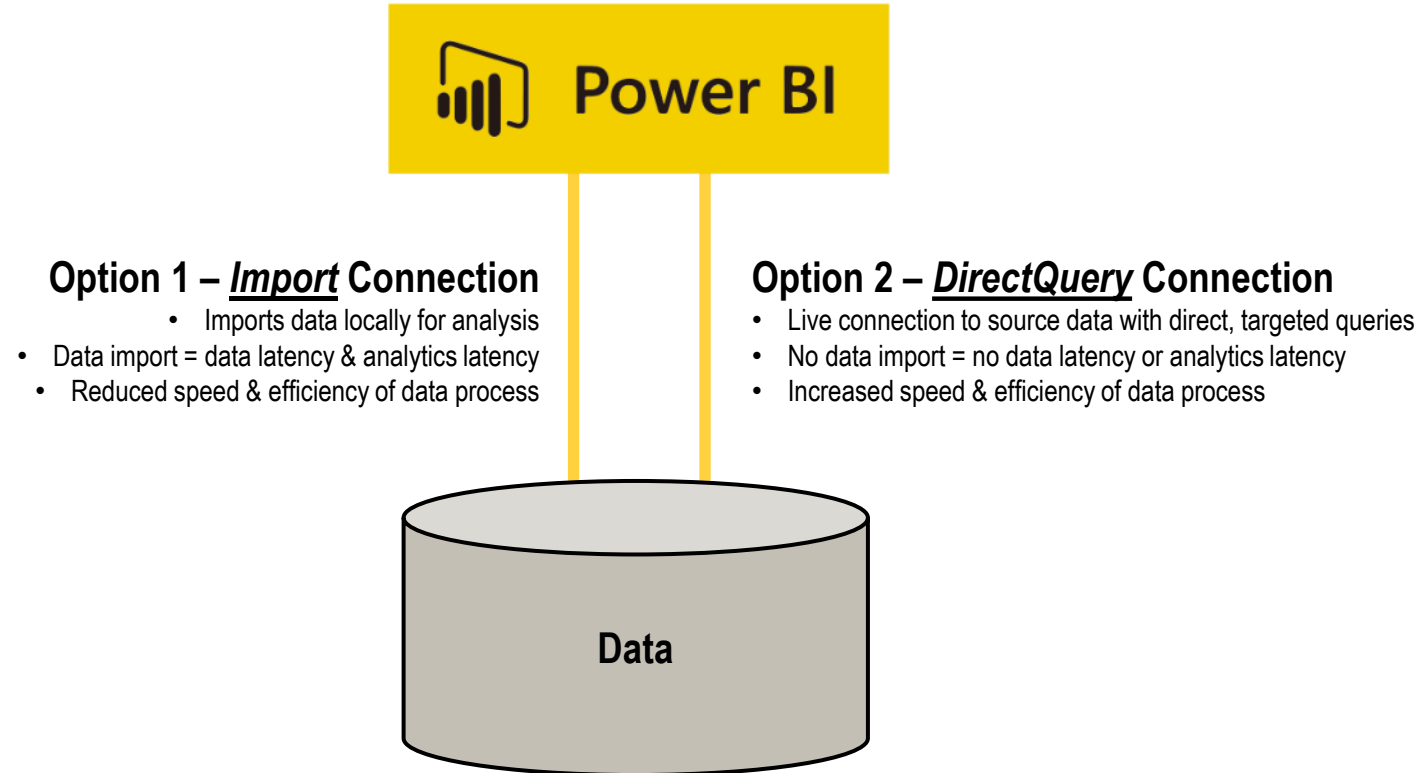 Power BI
Option 1 – Import Connection
• Imports data locally for analysis
• Data import = data latency & analytics latency
• Reduced speed & efficiency of data process
Option 2 – DirectQuery Connection
• Live connection to source data with direct, targeted queries
• No data import = no data latency or analytics latency
• Increased speed & efficiency of data process
Data